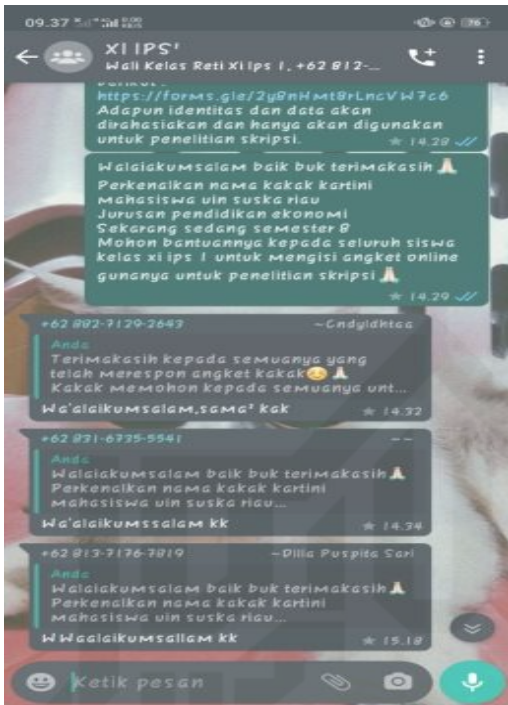 09.37
76
XI IPS'
Wali Kelas Reti Xi Ips 1, +62 812-...
berikut :
https://forms.gle/2y8nHmt8rLncVW7c6
Adapun identitas dan data akan
dirahasiakan dan hanya akan digunakan
untuk penelitian skripsi.
14.28
Walaiakumsalam baik buk terimakasih🙏🏻
Perkenalkan nama kakak kartini
mahasiswa uin suska riau
Jurusan pendidikan ekonomi
Sekarang sedang semester 8
Mohon bantuannya kepada seluruh siswa
kelas xi ips 1 untuk mengisi angket online
gunanya untuk penelitian skripsi🙏🏻
14.29
+62 882-7129-2643 ~Cndyldhtaa
Anda
Terimakasih kepada semuanya yang
telah merespon angket kakak😊🙏🏻
Kakak memohon kepada semuanya unt...
Wa'alaikumsalam,sama² kak
14.32
+62 831-6735-5541 ~~
Anda
Walaiakumsalam baik buk terimakasih🙏🏻
Perkenalkan nama kakak kartini
mahasiswa uin suska riau...
Wa'alaikumssalam kk
14.34
+62 813-7176-7819 ~Dilla Puspita Sari
Anda
Walaiakumsalam baik buk terimakasih🙏🏻
Perkenalkan nama kakak kartini
mahasiswa uin suska riau...
WWaalaikumsallam kk
15.18
Ketik pesan